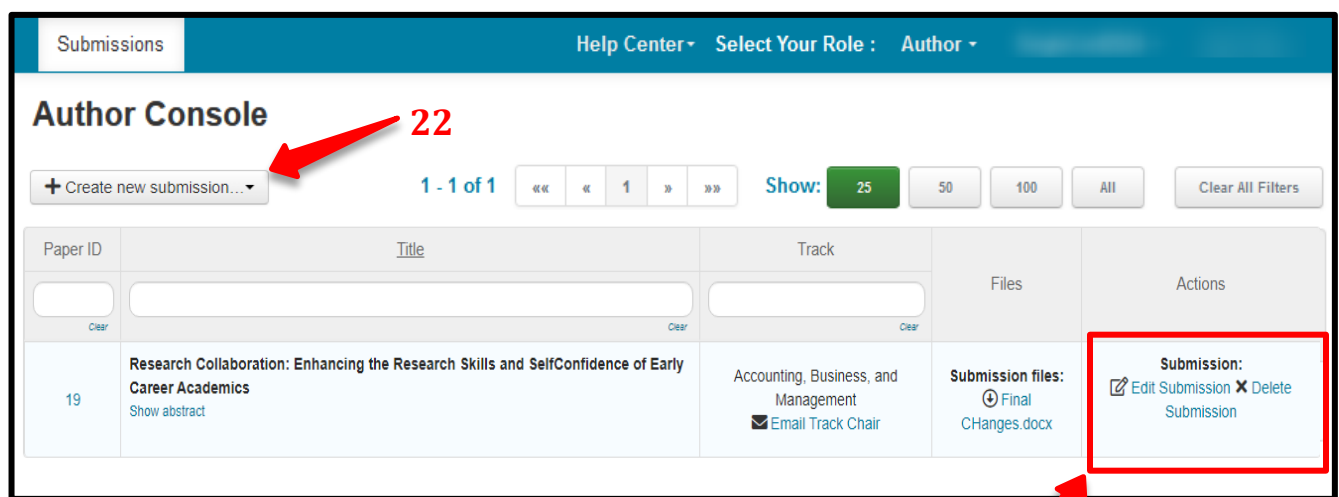 Submissions Help Center Select Your Role : Author
Author Console
22
+ Create new submission... 1 - 1 of 1 «« « 1 » »» Show: 25 50 100 All Clear All Filters
Paper ID Title Track Files Actions
Clear Clear Clear
Research Collaboration: Enhancing the Research Skills and SelfConfidence of Early
Career Academics
Show abstract
19
Accounting, Business, and
Management
Email Track Chair
Submission files:
Final
CHanges.docx
Submission:
Edit Submission Delete
Submission